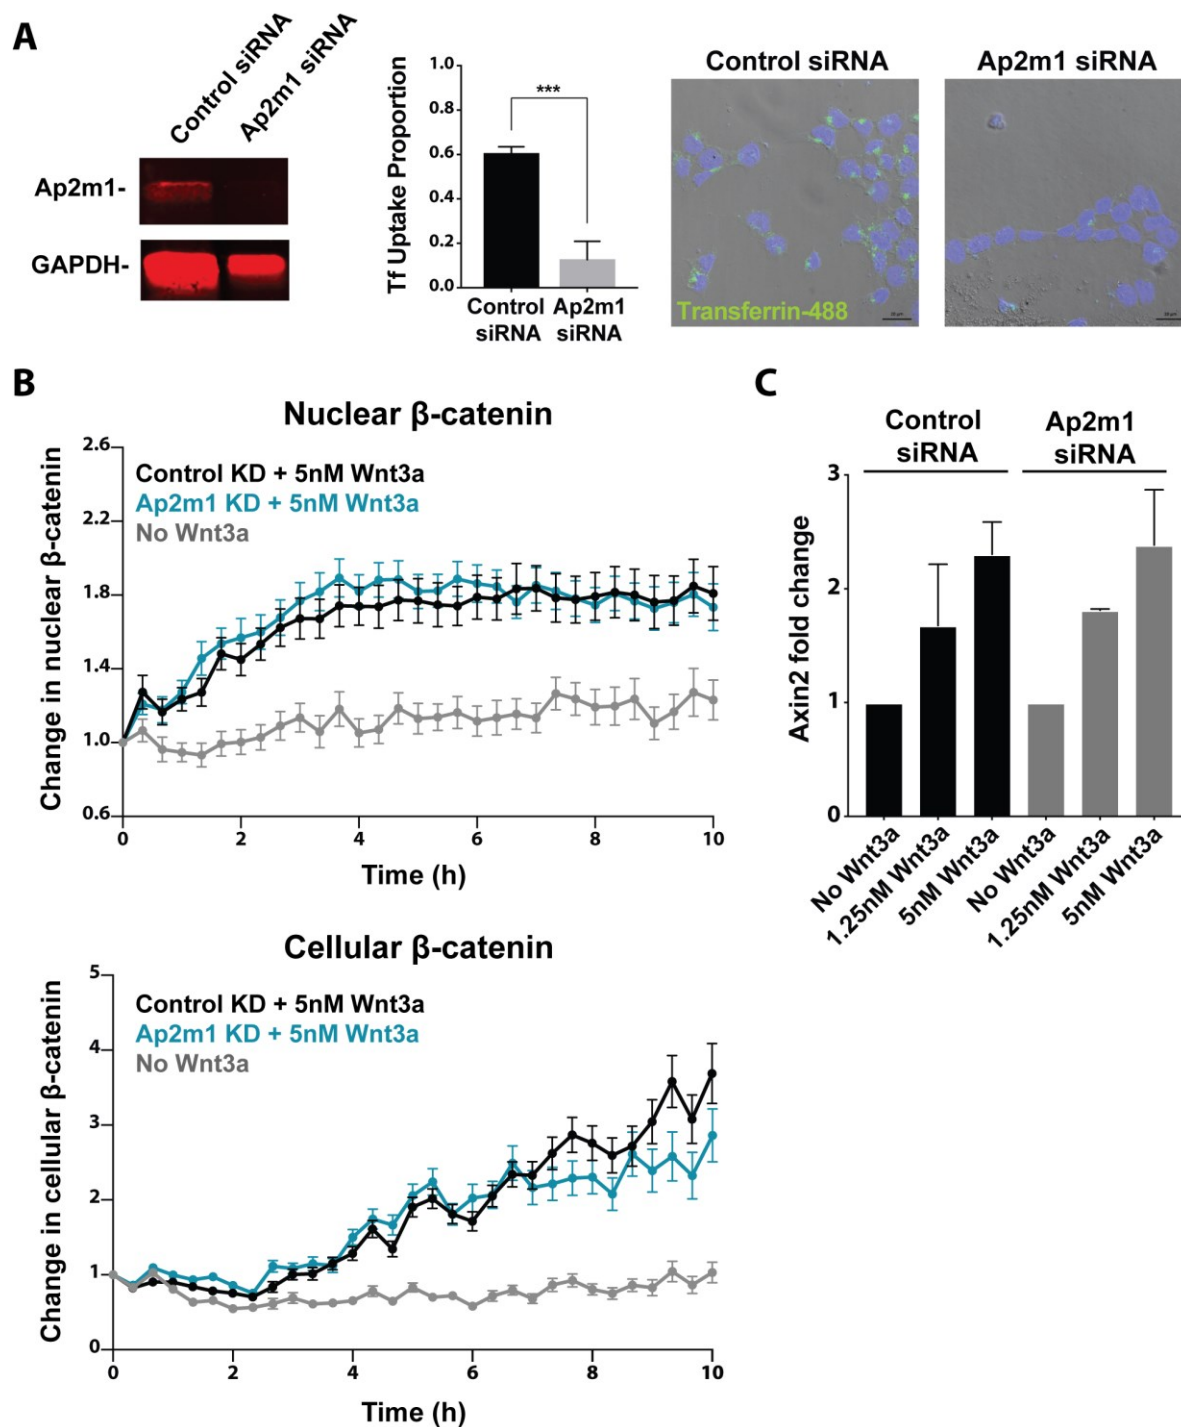 A
Control siRNA
Ap2m1 siRNA
Ap2m1-
GAPDH-
Tf Uptake Proportion
1.0
0.8
0.6
0.4
0.2
0.0
***
Control
siRNA
Ap2m1
siRNA
Control siRNA
Transferrin-488
Ap2m1 siRNA
B
Nuclear β-catenin
Control KD + 5nM Wnt3a
Ap2m1 KD + 5nM Wnt3a
No Wnt3a
Change in nuclear β-catenin
2.6
2.2
1.8
1.4
1.0
0.6
0 2 4 6 8 10
Time (h)
Cellular β-catenin
Control KD + 5nM Wnt3a
Ap2m1 KD + 5nM Wnt3a
No Wnt3a
Change in cellular β-catenin
5
4
3
2
1
0
0 2 4 6 8 10
Time (h)
C
Control
siRNA
Ap2m1
siRNA
Axin2 fold change
3
2
1
0
No Wnt3a
1.25nM Wnt3a
5nM Wnt3a
No Wnt3a
1.25nM Wnt3a
5nM Wnt3a